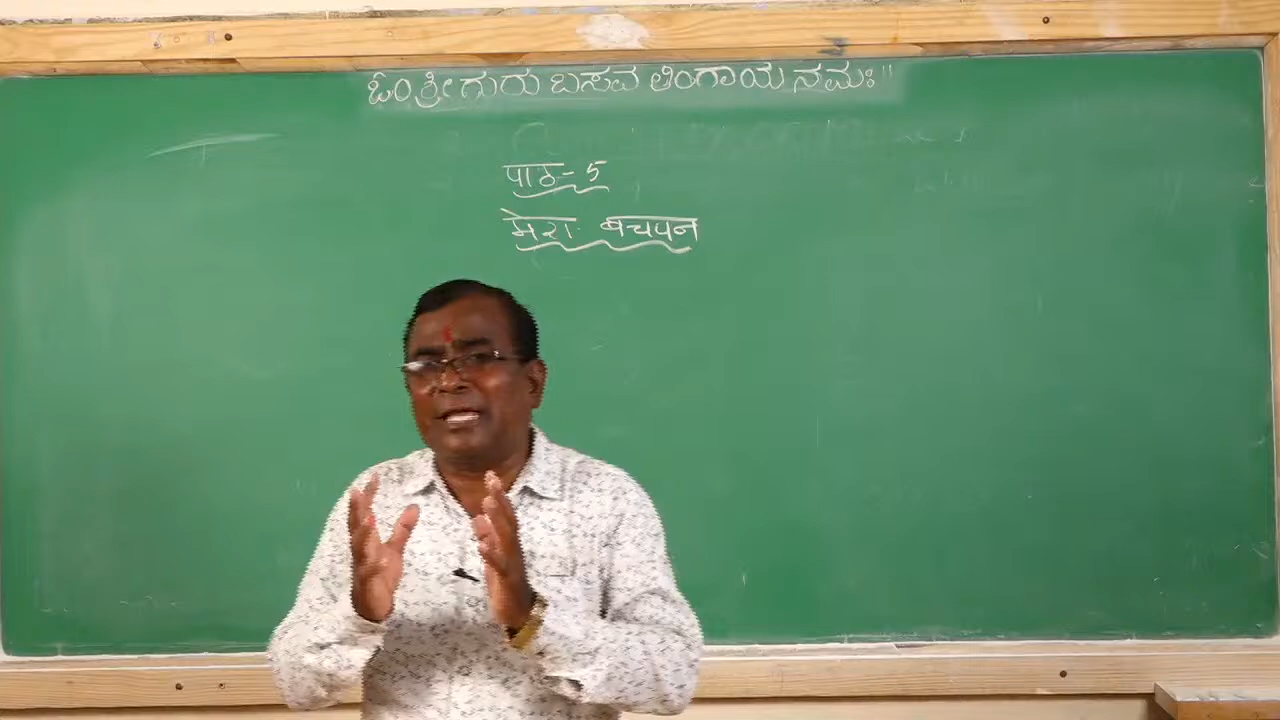 ಓಂ ಶ್ರೀ ಗುರು ಬಸವ ಲಿಂಗಾಯ ನಮಃ"
पाठ - 5
मेरा बचपन